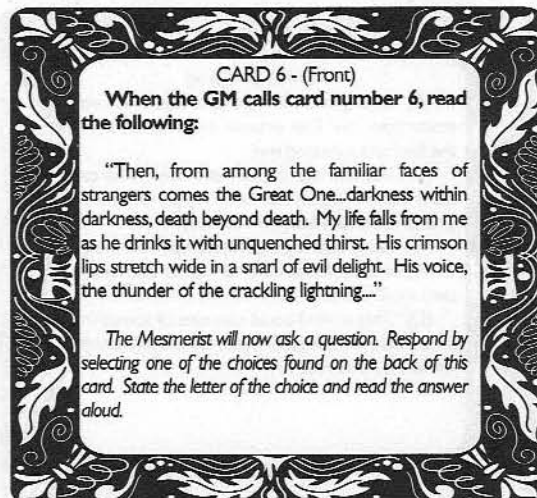 CARD 6 - (Front)
When the GM calls card number 6, read
the following:
“Then, from among the familiar faces of
strangers comes the Great One...darkness within
darkness, death beyond death. My life falls from me
as he drinks it with unquenched thirst. His crimson
lips stretch wide in a snarl of evil delight. His voice,
the thunder of the crackling lightning....”
The Mesmerist will now ask a question. Respond by
selecting one of the choices found on the back of this
card. State the letter of the choice and read the answer
aloud.